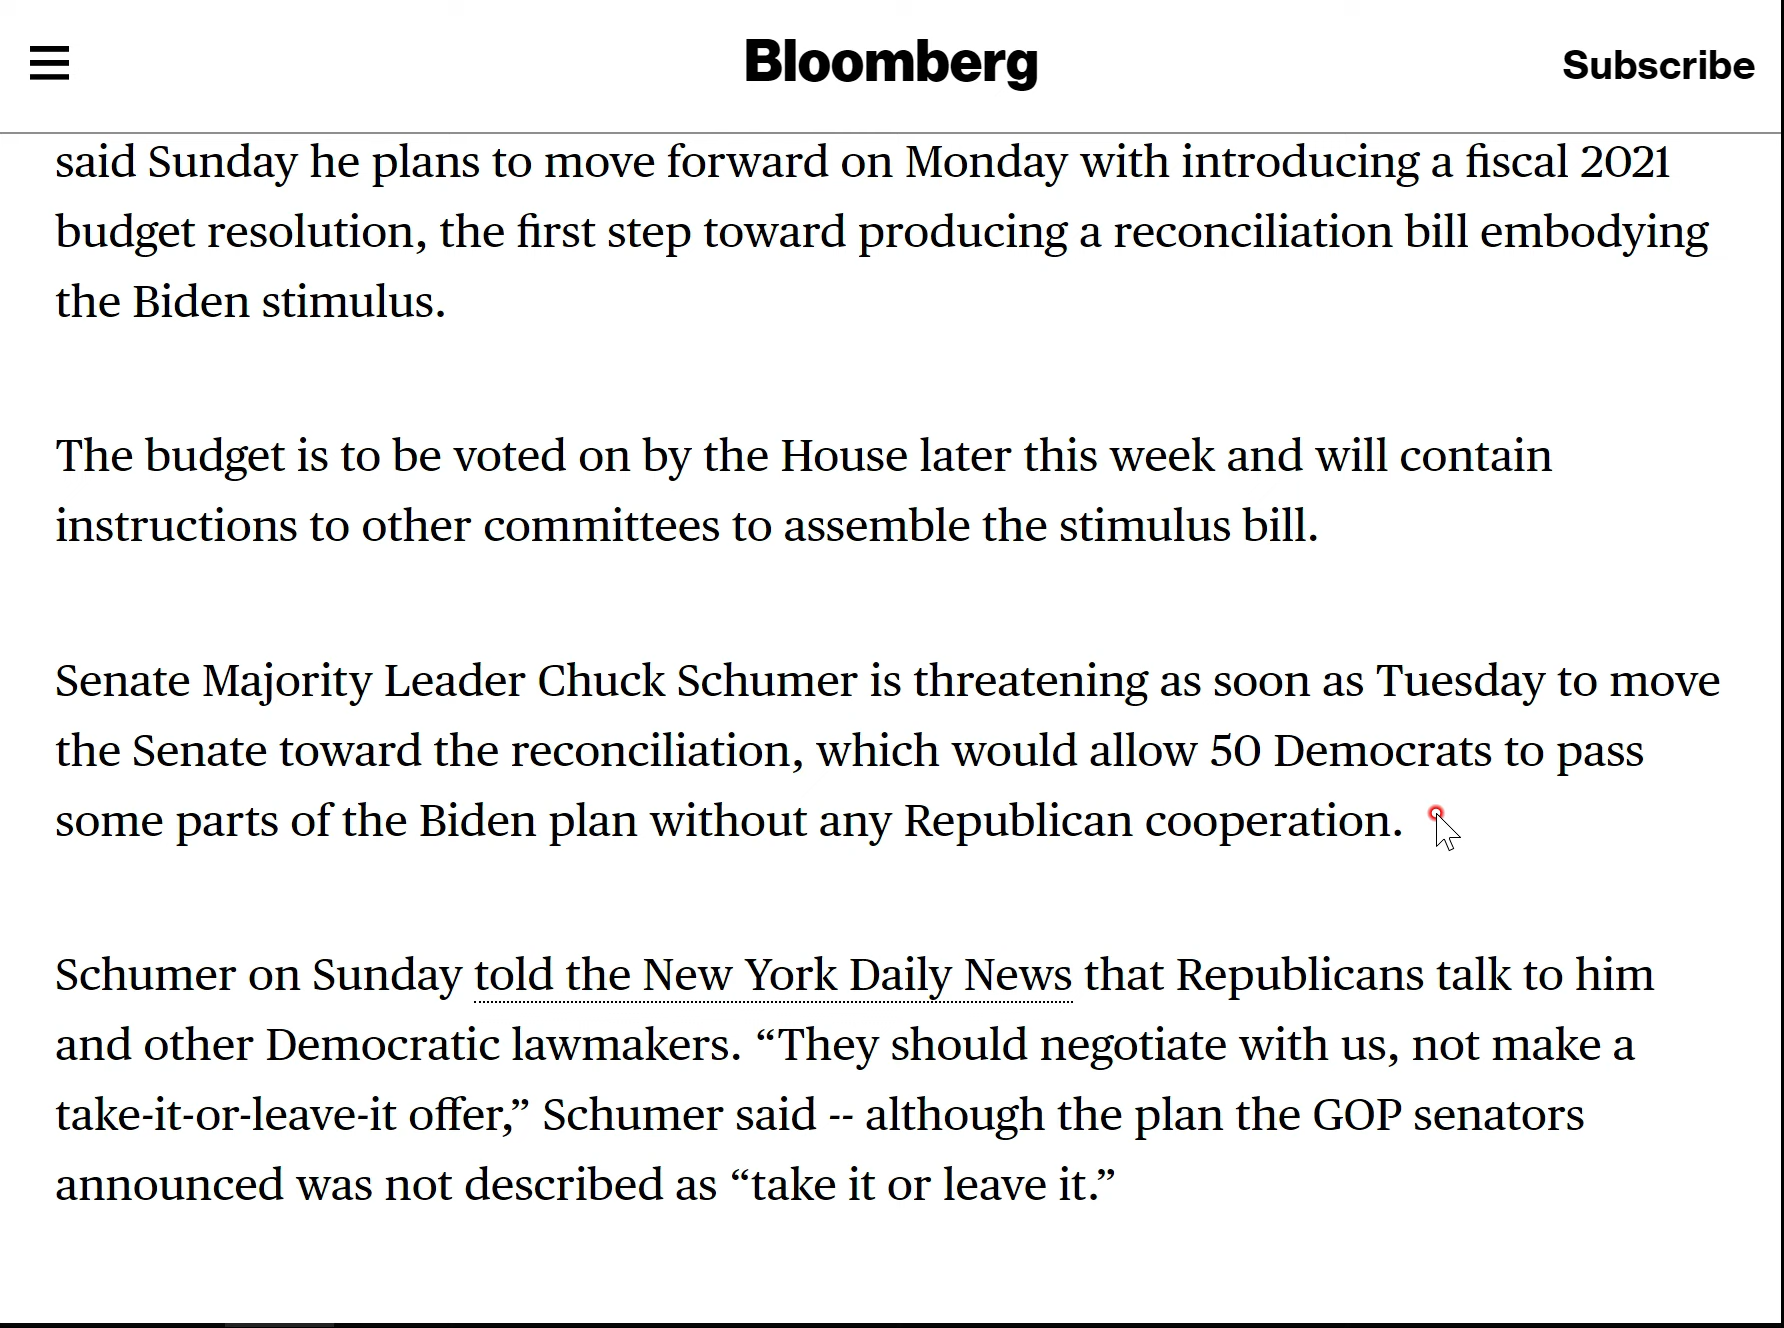 Bloomberg
Subscribe
said Sunday he plans to move forward on Monday with introducing a fiscal 2021
budget resolution, the first step toward producing a reconciliation bill embodying
the Biden stimulus.
The budget is to be voted on by the House later this week and will contain
instructions to other committees to assemble the stimulus bill.
Senate Majority Leader Chuck Schumer is threatening as soon as Tuesday to move
the Senate toward the reconciliation, which would allow 50 Democrats to pass
some parts of the Biden plan without any Republican cooperation.
Schumer on Sunday told the New York Daily News that Republicans talk to him
and other Democratic lawmakers. “They should negotiate with us, not make a
take-it-or-leave-it offer,” Schumer said -- although the plan the GOP senators
announced was not described as “take it or leave it.”